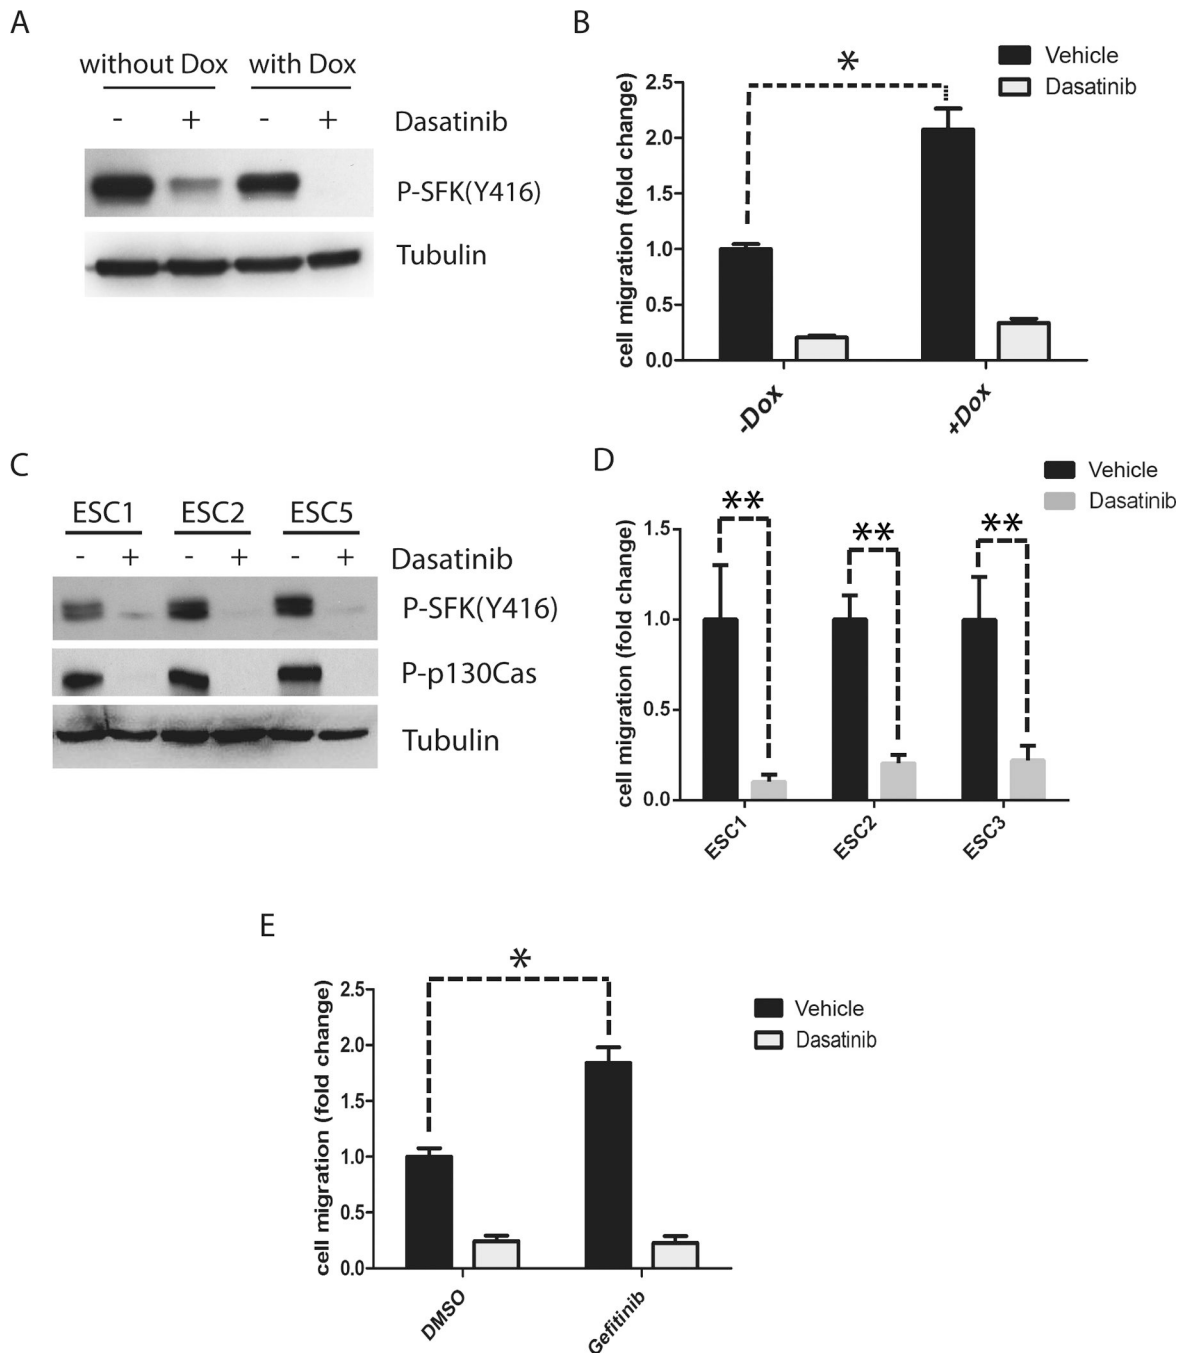 A
without Dox with Dox
- + - + Dasatinib
P-SFK(Y416)
Tubulin
B
Vehicle
Dasatinib
*
cell migration (fold change)
2.5
2.0
1.5
1.0
0.5
0.0
-Dox +Dox
C
ESC1 ESC2 ESC5
- + - + - + Dasatinib
P-SFK(Y416)
P-p130Cas
Tubulin
D
Vehicle
Dasatinib
** ** **
cell migration (fold change)
1.5
1.0
0.5
0.0
ESC1 ESC2 ESC3
E
*
Vehicle
Dasatinib
cell migration (fold change)
2.5
2.0
1.5
1.0
0.5
0.0
DMSO Gefitinib